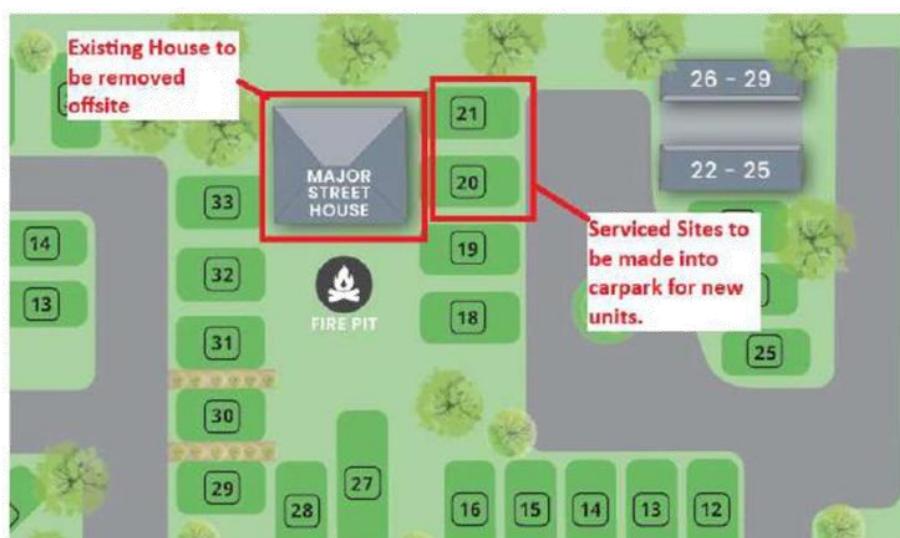 Existing House to
be removed
offsite
26 - 29
21
MAJOR
STREET
HOUSE
20
22 - 25
33
14
19
Serviced Sites to
be made into
carpark for new
units.
32
13
FIRE PIT
18
31
25
30
29
28
27
16
15
14
13
12